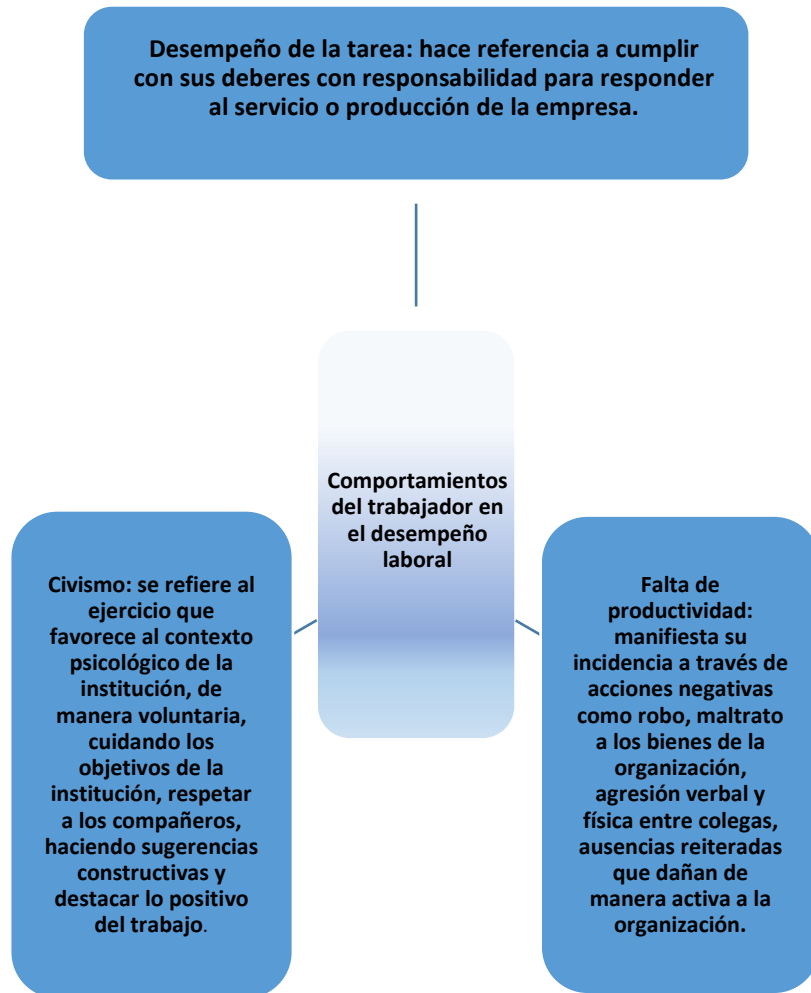 Desempeño de la tarea: hace referencia a cumplir
con sus deberes con responsabilidad para responder
al servicio o producción de la empresa.
Comportamientos
del trabajador en
el desempeño
laboral
Civismo: se refiere al
ejercicio que
favorece al contexto
psicológico de la
institución, de
manera voluntaria,
cuidando los
objetivos de la
institución, respetar
a los compañeros,
haciendo sugerencias
constructivas y
destacar lo positivo
del trabajo.
Falta de
productividad:
manifiesta su
incidencia a través de
acciones negativas
como robo, maltrato
a los bienes de la
organización,
agresión verbal y
física entre colegas,
ausencias reiteradas
que dañan de
manera activa a la
organización.